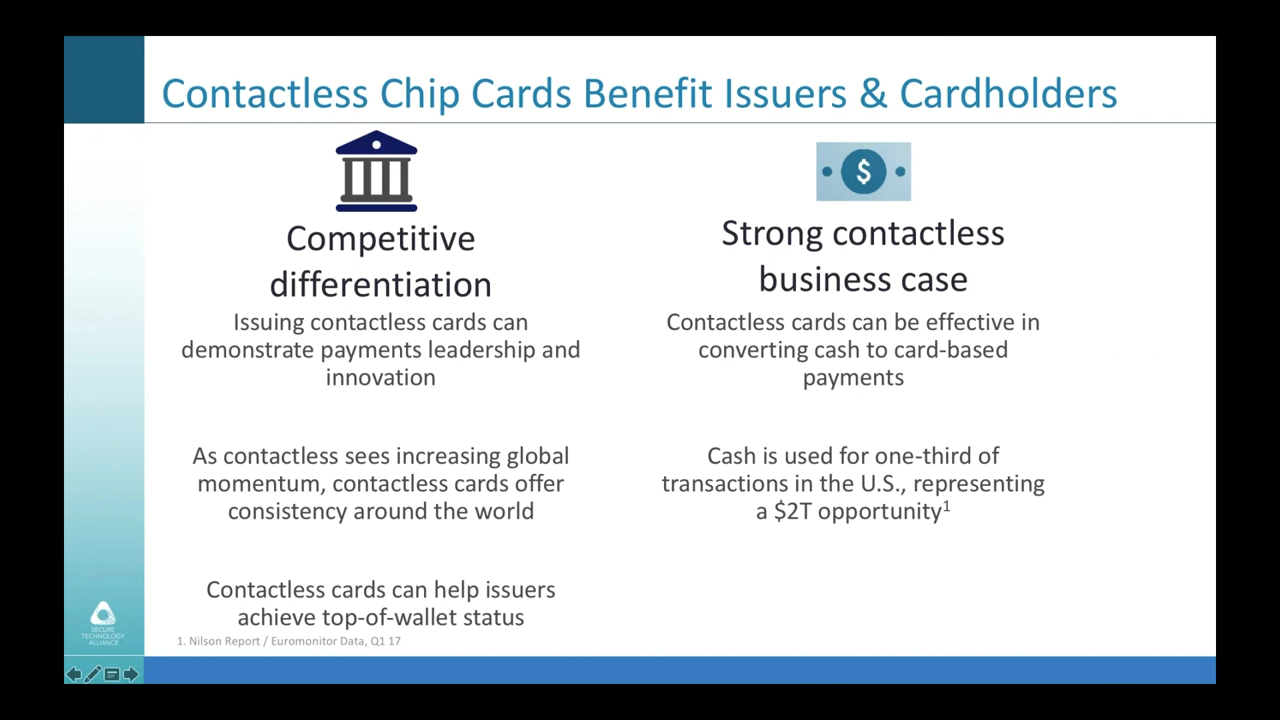 Contactless Chip Cards Benefit Issuers & Cardholders
Competitive
differentiation
Issuing contactless cards can
demonstrate payments leadership and
innovation
As contactless sees increasing global
momentum, contactless cards offer
consistency around the world
Contactless cards can help issuers
achieve top-of-wallet status
$
Strong contactless
business case
Contactless cards can be effective in
converting cash to card-based
payments
Cash is used for one-third of
transactions in the U.S., representing
a $2T opportunity¹
1. Nilson Report / Euromonitor Data, Q1 17
SECURE
TECHNOLOGY
ALLIANCE